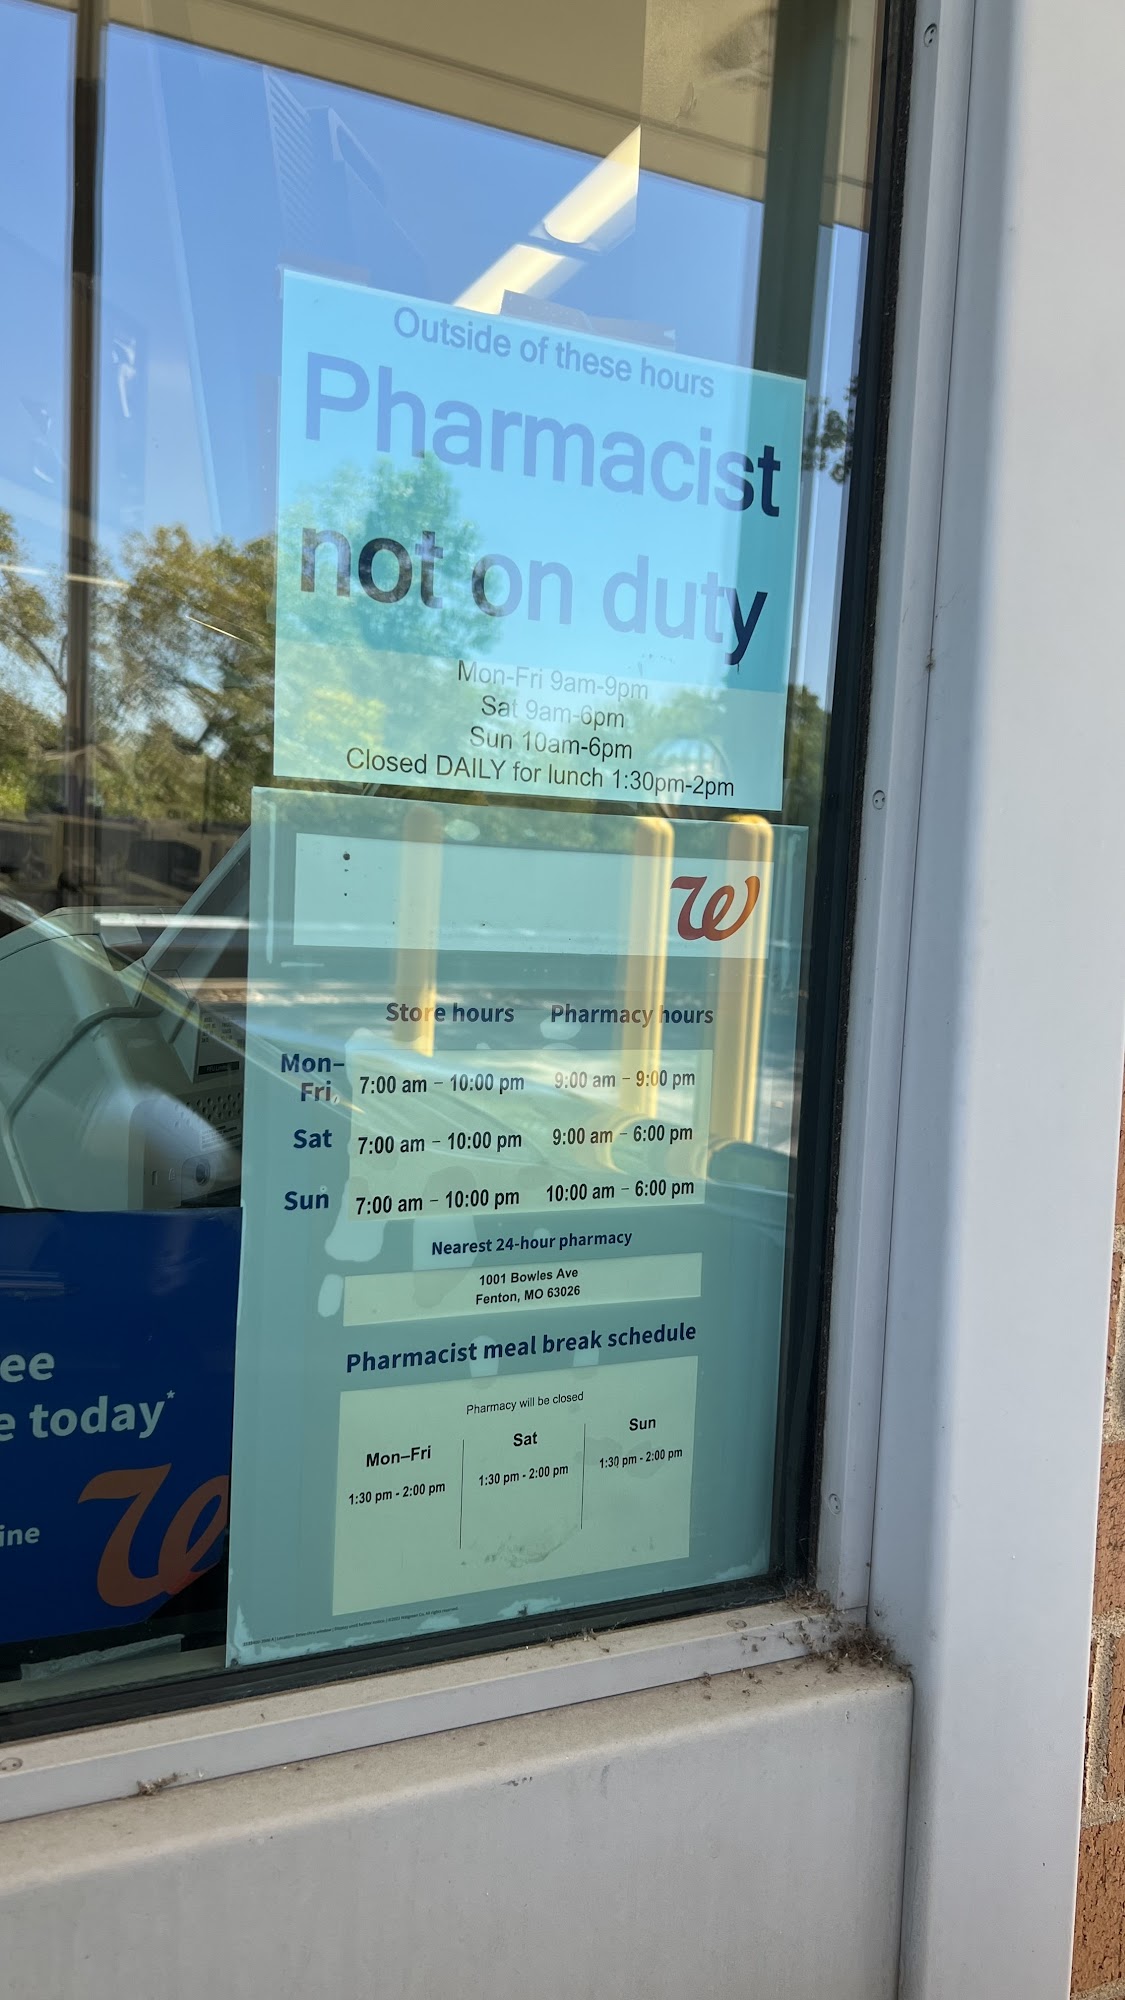 Outside of these hours
Pharmacist
not on duty
Mon-Fri 9am-9pm
Sat 9am-6pm
Sun 10am-6pm
Closed DAILY for lunch 1:30pm-2pm
W
Store hours Pharmacy hours
Mon–
Fri 7:00 am – 10:00 pm 9:00 am – 9:00 pm
Sat 7:00 am – 10:00 pm 9:00 am – 6:00 pm
Sun 7:00 am – 10:00 pm 10:00 am – 6:00 pm
Nearest 24-hour pharmacy
1001 Bowles Ave
Fenton, MO 63026
Pharmacist meal break schedule
Pharmacy will be closed
Mon–Fri Sat Sun
1:30 pm - 2:00 pm 1:30 pm - 2:00 pm 1:30 pm - 2:00 pm
ee
e today*
ine
W